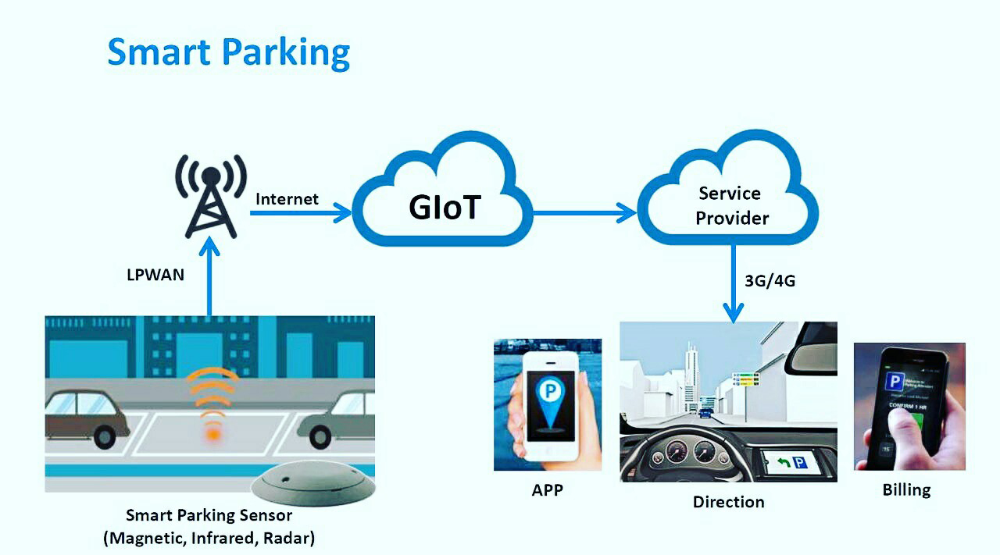 Smart Parking
Internet
GIoT
Service
Provider
LPWAN
3G/4G
P
P
CONFIRM 1 HR
:15
P
APP
Direction
Billing
Smart Parking Sensor
(Magnetic, Infrared, Radar)